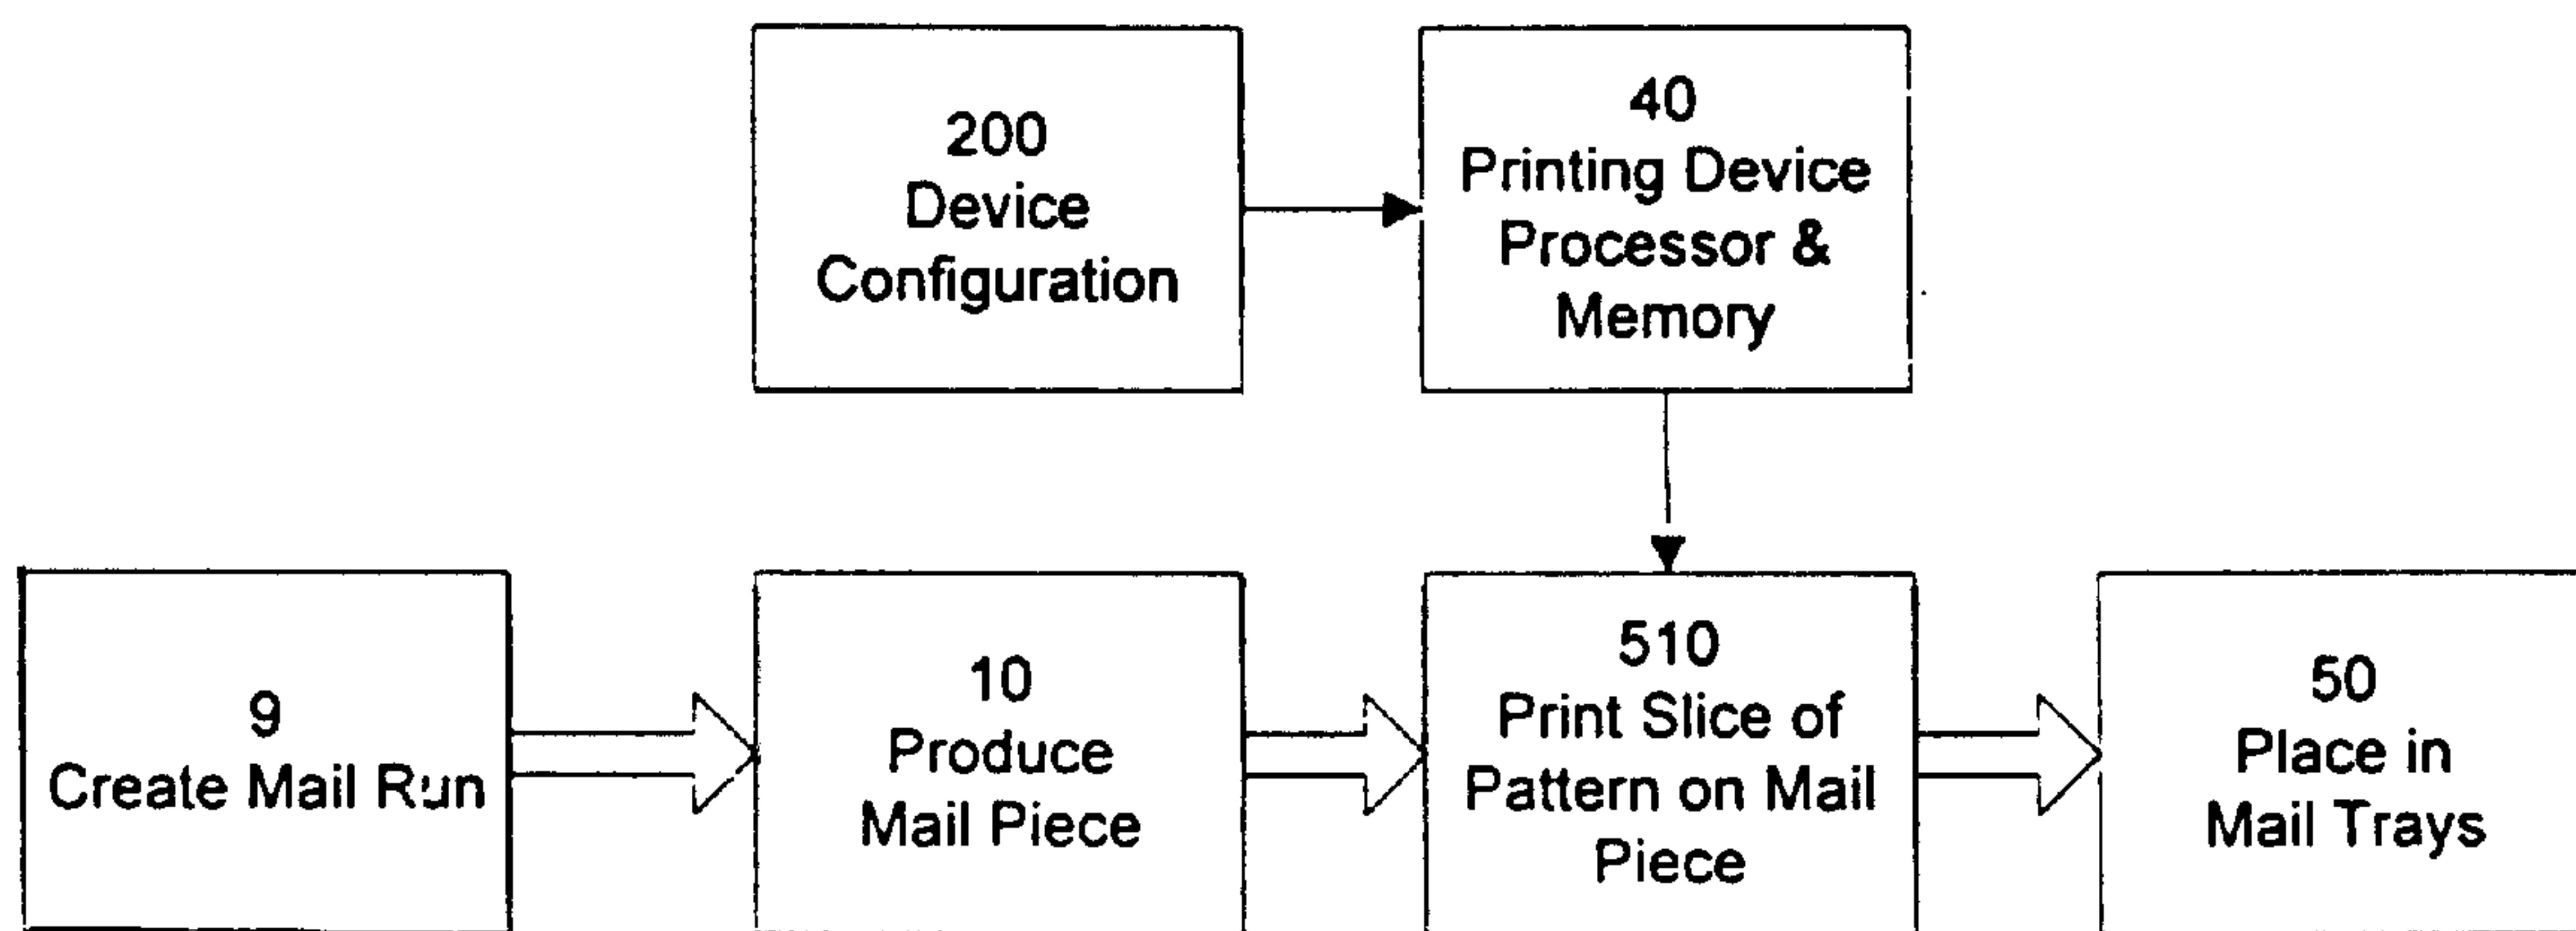 200
Device
Configuration
40
Printing Device
Processor &
Memory
9
Create Mail Run
10
Produce
Mail Piece
510
Print Slice of
Pattern on Mail
Piece
50
Place in
Mail Trays